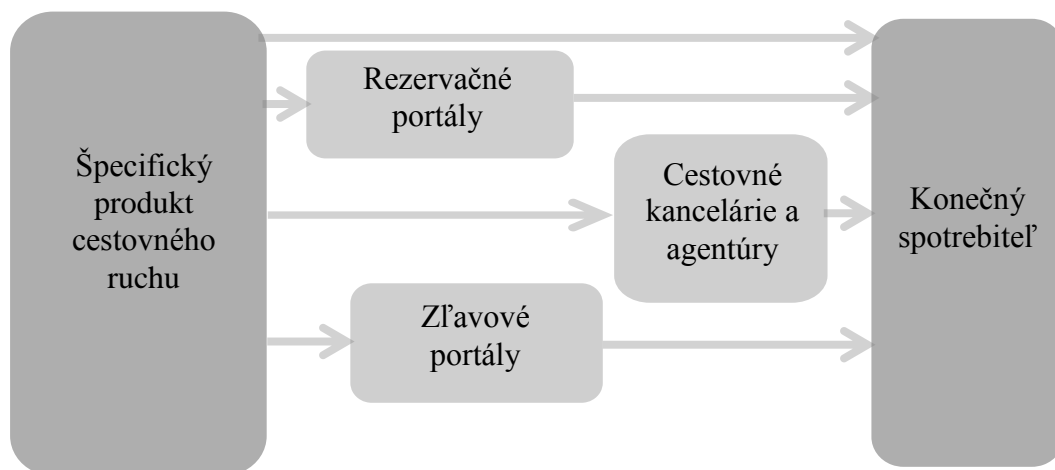 Špecifický
produkt
cestovného
ruchu
Rezervačné
portály
Cestovné
kancelárie a
agentúry
Zľavové
portály
Konečný
spotrebiteľ